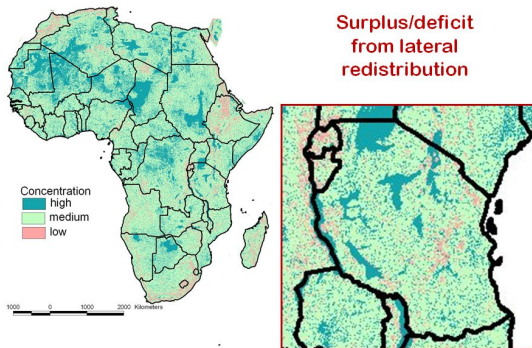 Surplus/deficit
from lateral
redistribution
Concentration
high
medium
low
1000 0 1000 2000 Kilometers